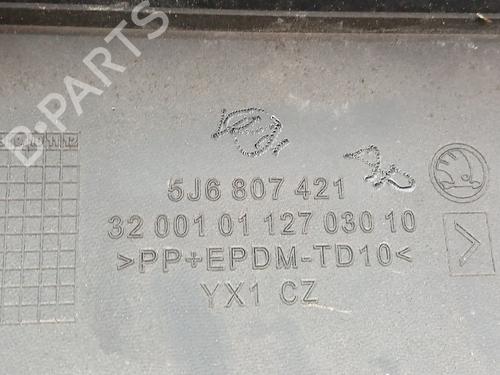 B-PARTS
5J6 807 421
32 001 01 127 030 10
>PP+EPDM-TD10<
YX1 CZ